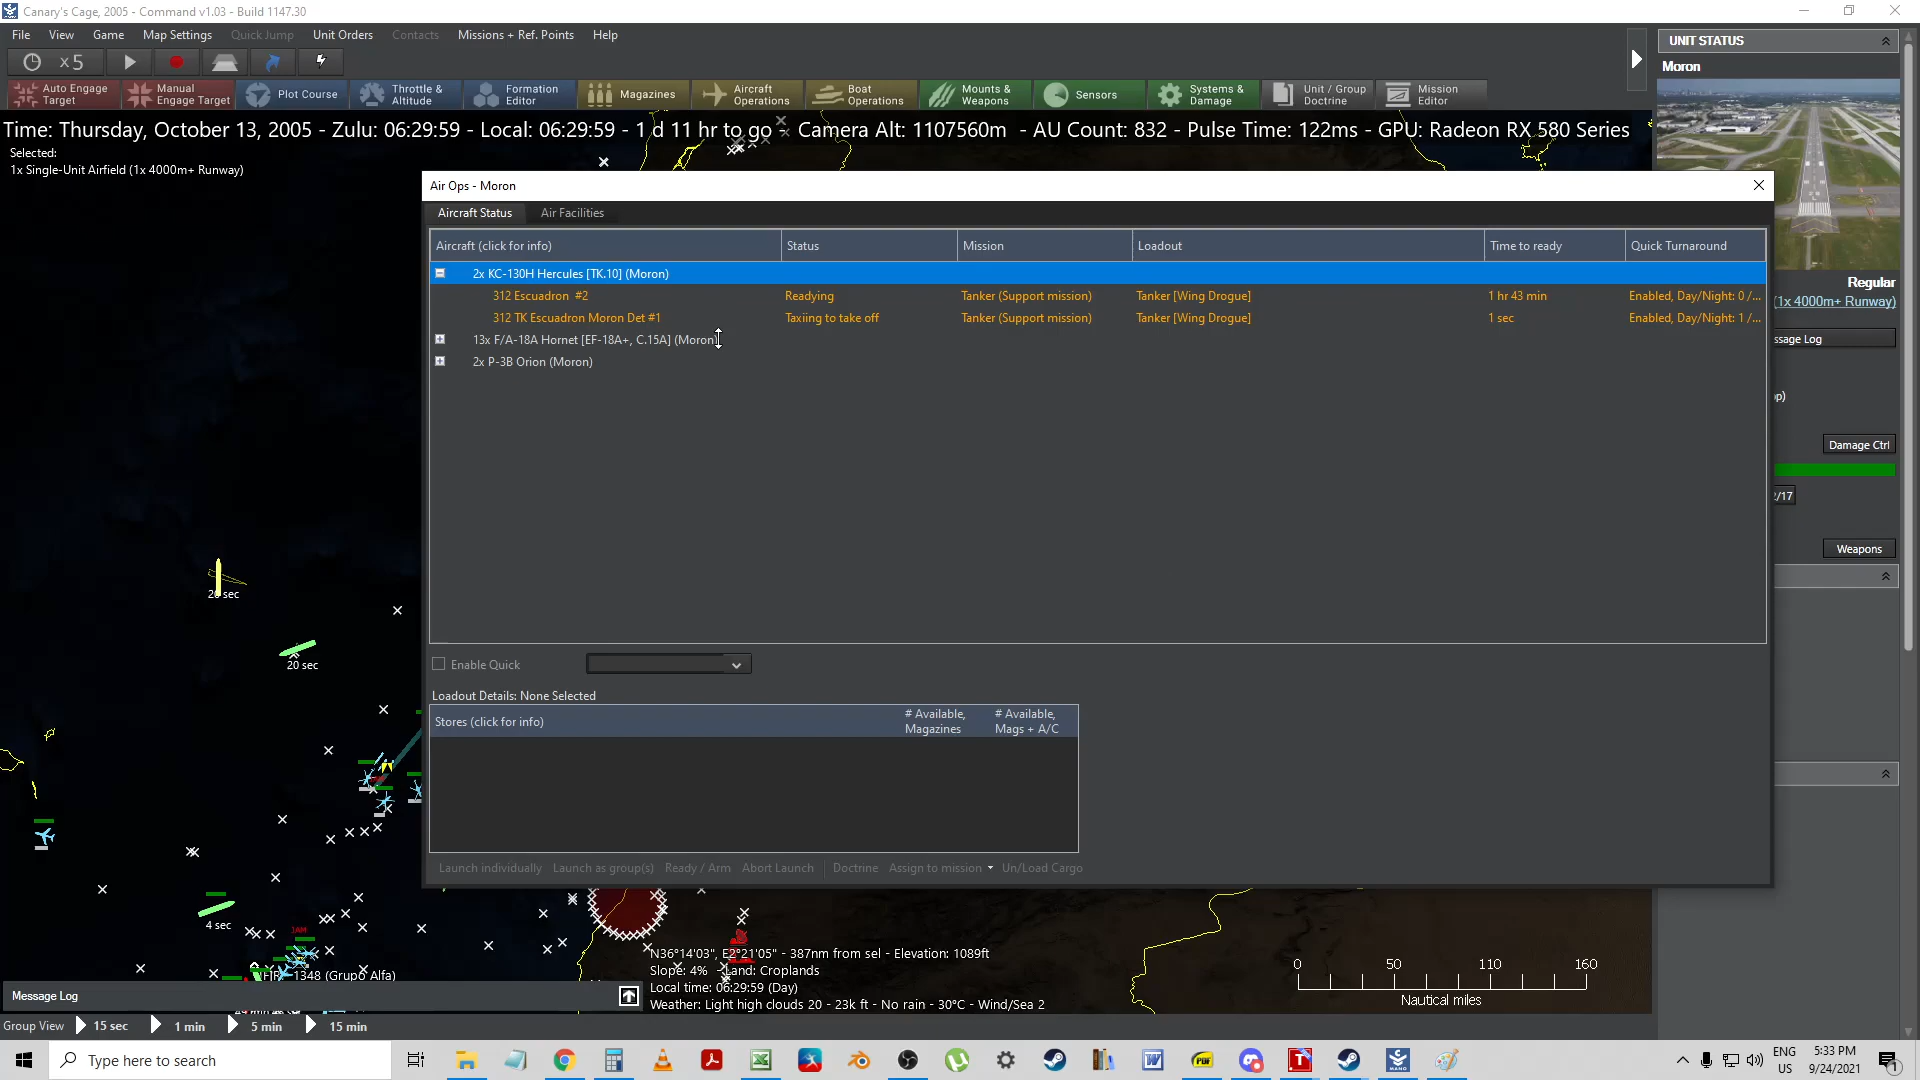 Canary's Cage, 2005 - Command v1.03 - Build 1147.30
File View Game Map Settings Quick Jump Unit Orders Contacts Missions + Ref. Points Help
x 5
Auto Engage Target
Manual Engage Target
Plot Course
Throttle & Altitude
Formation Editor
Magazines
Aircraft Operations
Boat Operations
Mounts & Weapons
Sensors
Systems & Damage
Unit / Group Doctrine
Mission Editor
Time: Thursday, October 13, 2005 - Zulu: 06:29:59 - Local: 06:29:59 - 1 d 11 hr to go - Camera Alt: 1107560m - AU Count: 832 - Pulse Time: 122ms - GPU: Radeon RX 580 Series
Selected:
1x Single-Unit Airfield (1x 4000m+ Runway)
UNIT STATUS
Moron
Regular
(1x 4000m+ Runway)
ssage Log
Damage Ctrl
/17
Weapons
Air Ops - Moron
Aircraft Status Air Facilities
Aircraft (click for info) Status Mission Loadout Time to ready Quick Turnaround
2x KC-130H Hercules [TK.10] (Moron)
312 Escuadron #2 Readying Tanker (Support mission) Tanker [Wing Drogue] 1 hr 43 min Enabled, Day/Night: 0 /...
312 TK Escuadron Moron Det #1 Taxiing to take off Tanker (Support mission) Tanker [Wing Drogue] 1 sec Enabled, Day/Night: 1 /...
13x F/A-18A Hornet [EF-18A+, C.15A] (Moron)
2x P-3B Orion (Moron)
Enable Quick
Loadout Details: None Selected
Stores (click for info) # Available, Magazines # Available, Mags + A/C
Launch individually Launch as group(s) Ready / Arm Abort Launch Doctrine Assign to mission Un/Load Cargo
20 sec
4 sec
N36°14'03", E2°21'05" - 387nm from sel - Elevation: 1089ft
Slope: 4% - Land: Croplands
Local time: 06:29:59 (Day)
Weather: Light high clouds 20 - 23k ft - No rain - 30°C - Wind/Sea 2
0 50 110 160
Nautical miles
1348 (Grupo Alfa)
Message Log
Group View 15 sec 1 min 5 min 15 min
Type here to search
ENG
US
5:33 PM
9/24/2021